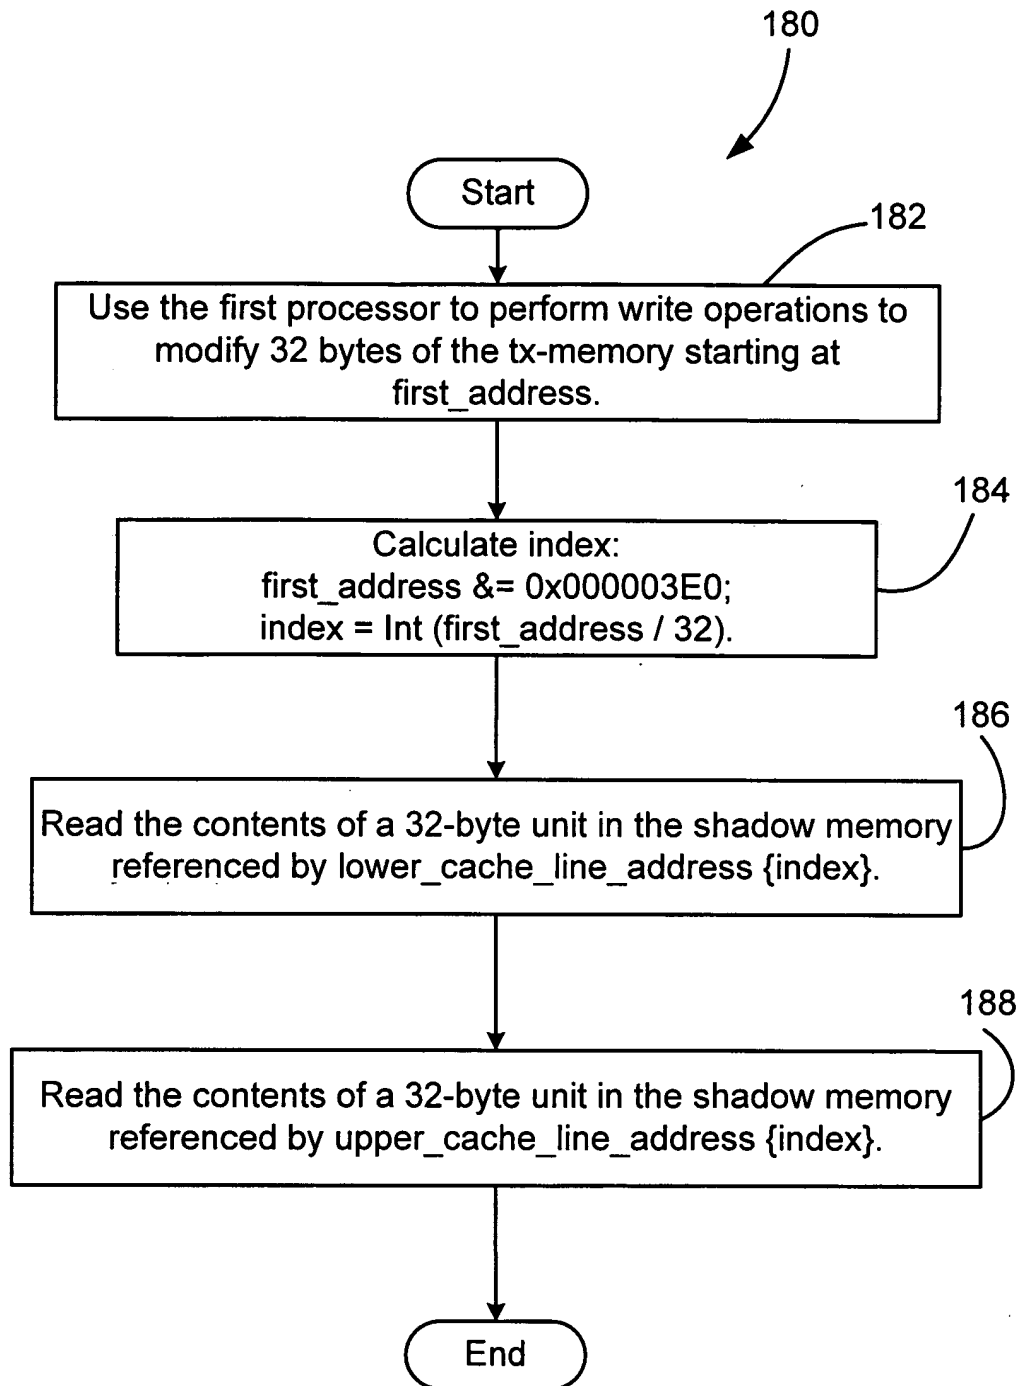 180
Start
182
Use the first processor to perform write operations to
modify 32 bytes of the tx-memory starting at
first_address.
184
Calculate index:
first_address &= 0x000003E0;
index = Int (first_address / 32).
186
Read the contents of a 32-byte unit in the shadow memory
referenced by lower_cache_line_address {index}.
188
Read the contents of a 32-byte unit in the shadow memory
referenced by upper_cache_line_address {index}.
End